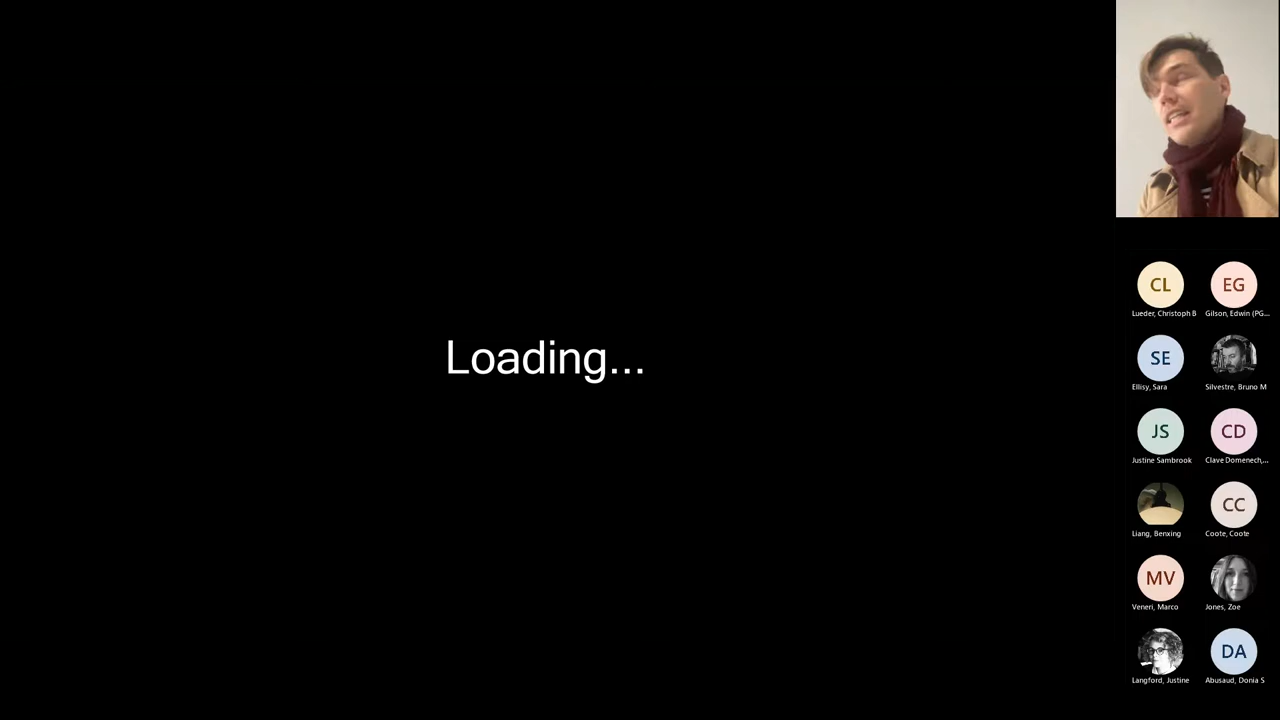 Loading...
CL
EG
Lueder, Christoph B
Gilson, Edwin (PG...
SE
Ellisy, Sara
Silvestre, Bruno M
JS
CD
Justine Sambrook
Clave Domenech,...
CC
Liang, Benxing
Coote, Coote
MV
Veneri, Marco
Jones, Zoe
DA
Langford, Justine
Abusaud, Donia S